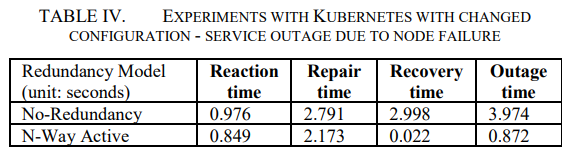 TABLE IV. EXPERIMENTS WITH KUBERNETES WITH CHANGED
CONFIGURATION - SERVICE OUTAGE DUE TO NODE FAILURE
Redundancy Model (unit: seconds) Reaction time Repair time Recovery time Outage time
No-Redundancy 0.976 2.791 2.998 3.974
N-Way Active 0.849 2.173 0.022 0.872